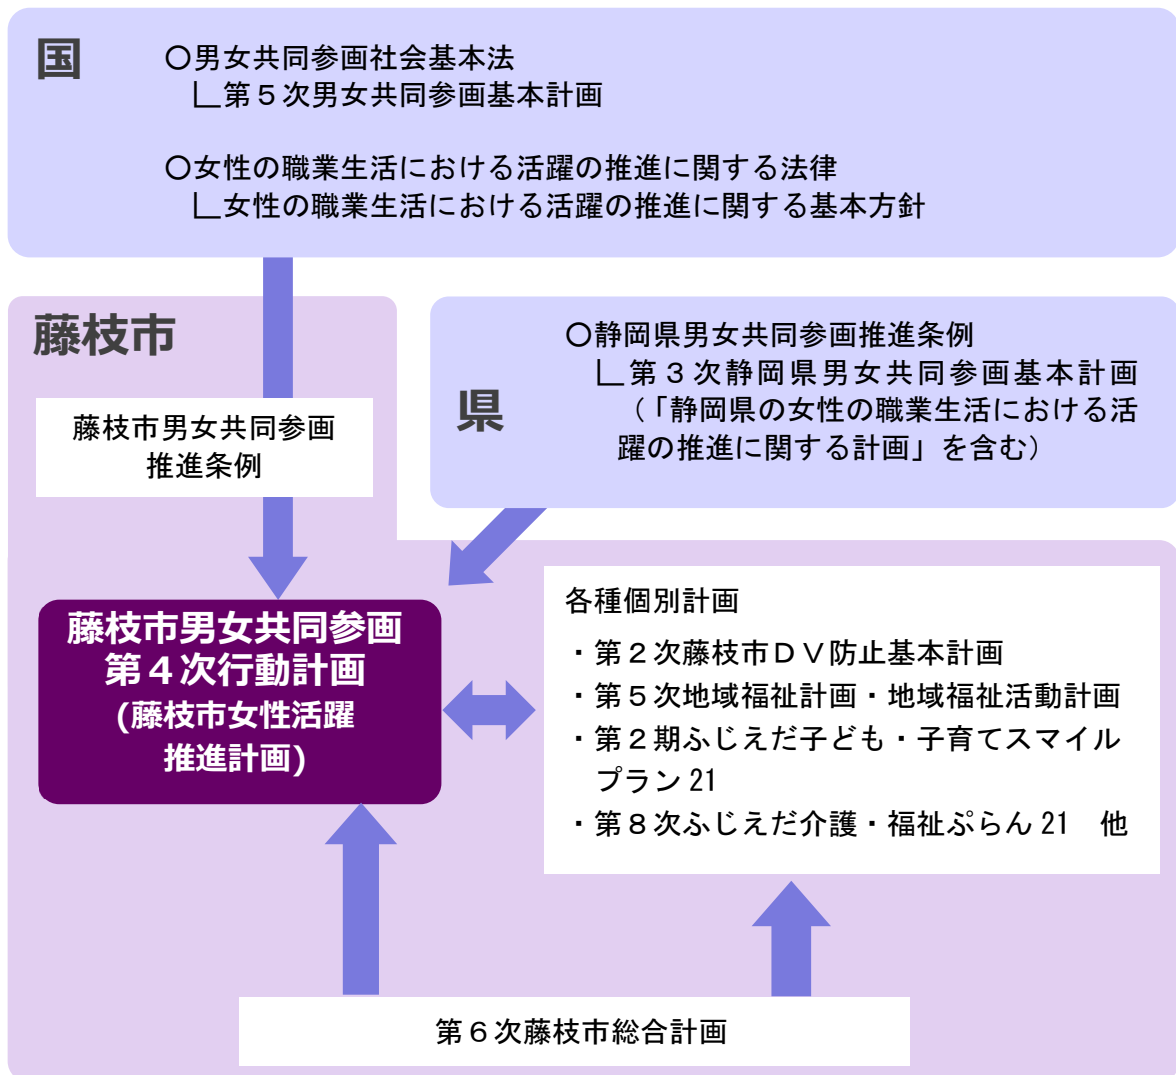 国
〇男女共同参画社会基本法
∟第５次男女共同参画基本計画
〇女性の職業生活における活躍の推進に関する法律
∟女性の職業生活における活躍の推進に関する基本方針
藤枝市
藤枝市男女共同参画
推進条例
県
〇静岡県男女共同参画推進条例
∟第３次静岡県男女共同参画基本計画
（「静岡県の女性の職業生活における活
躍の推進に関する計画」を含む）
藤枝市男女共同参画
第４次行動計画
(藤枝市女性活躍
推進計画)
各種個別計画
・第２次藤枝市ＤＶ防止基本計画
・第５次地域福祉計画・地域福祉活動計画
・第２期ふじえだ子ども・子育てスマイル
プラン 21
・第８次ふじえだ介護・福祉ぷらん 21　他
第６次藤枝市総合計画